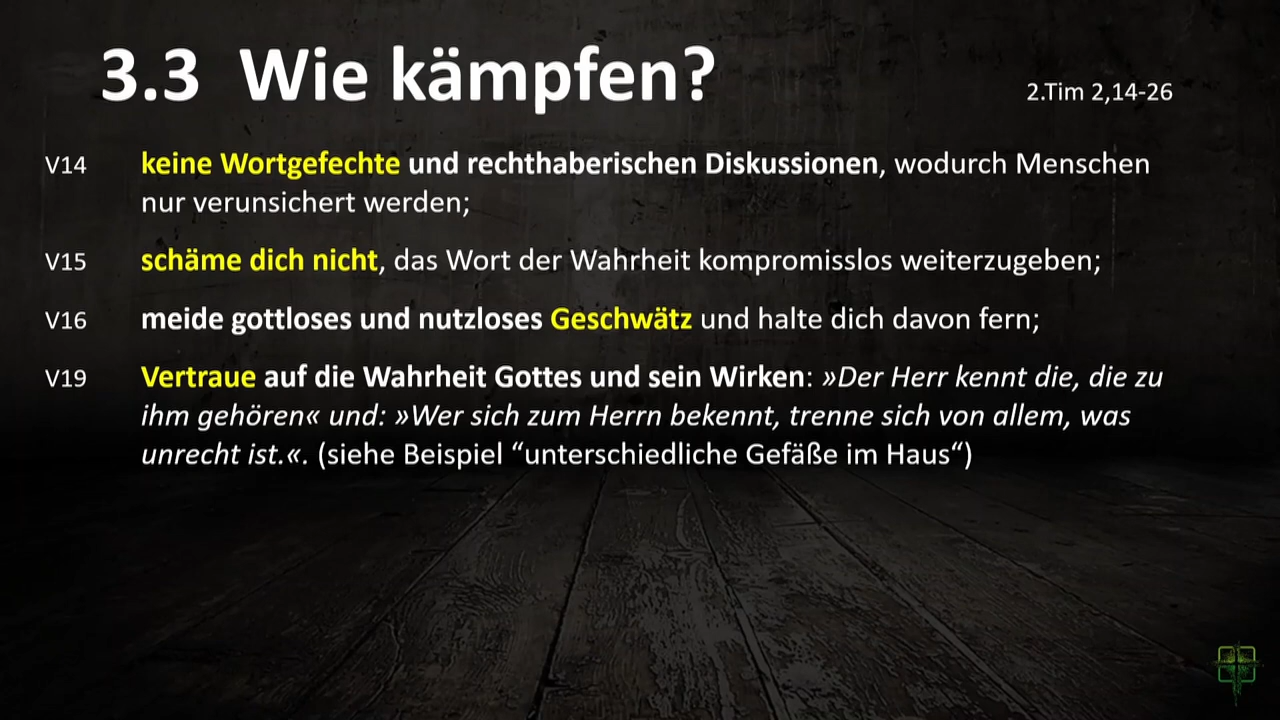 3.3 Wie kämpfen?
2.Tim 2,14-26
V14 keine Wortgefechte und rechthaberischen Diskussionen, wodurch Menschen
nur verunsichert werden;
V15 schäme dich nicht, das Wort der Wahrheit kompromisslos weiterzugeben;
V16 meide gottloses und nutzloses Geschwätz und halte dich davon fern;
V19 Vertraue auf die Wahrheit Gottes und sein Wirken: »Der Herr kennt die, die zu
ihm gehören« und: »Wer sich zum Herrn bekennt, trenne sich von allem, was
unrecht ist.«. (siehe Beispiel “unterschiedliche Gefäße im Haus“)